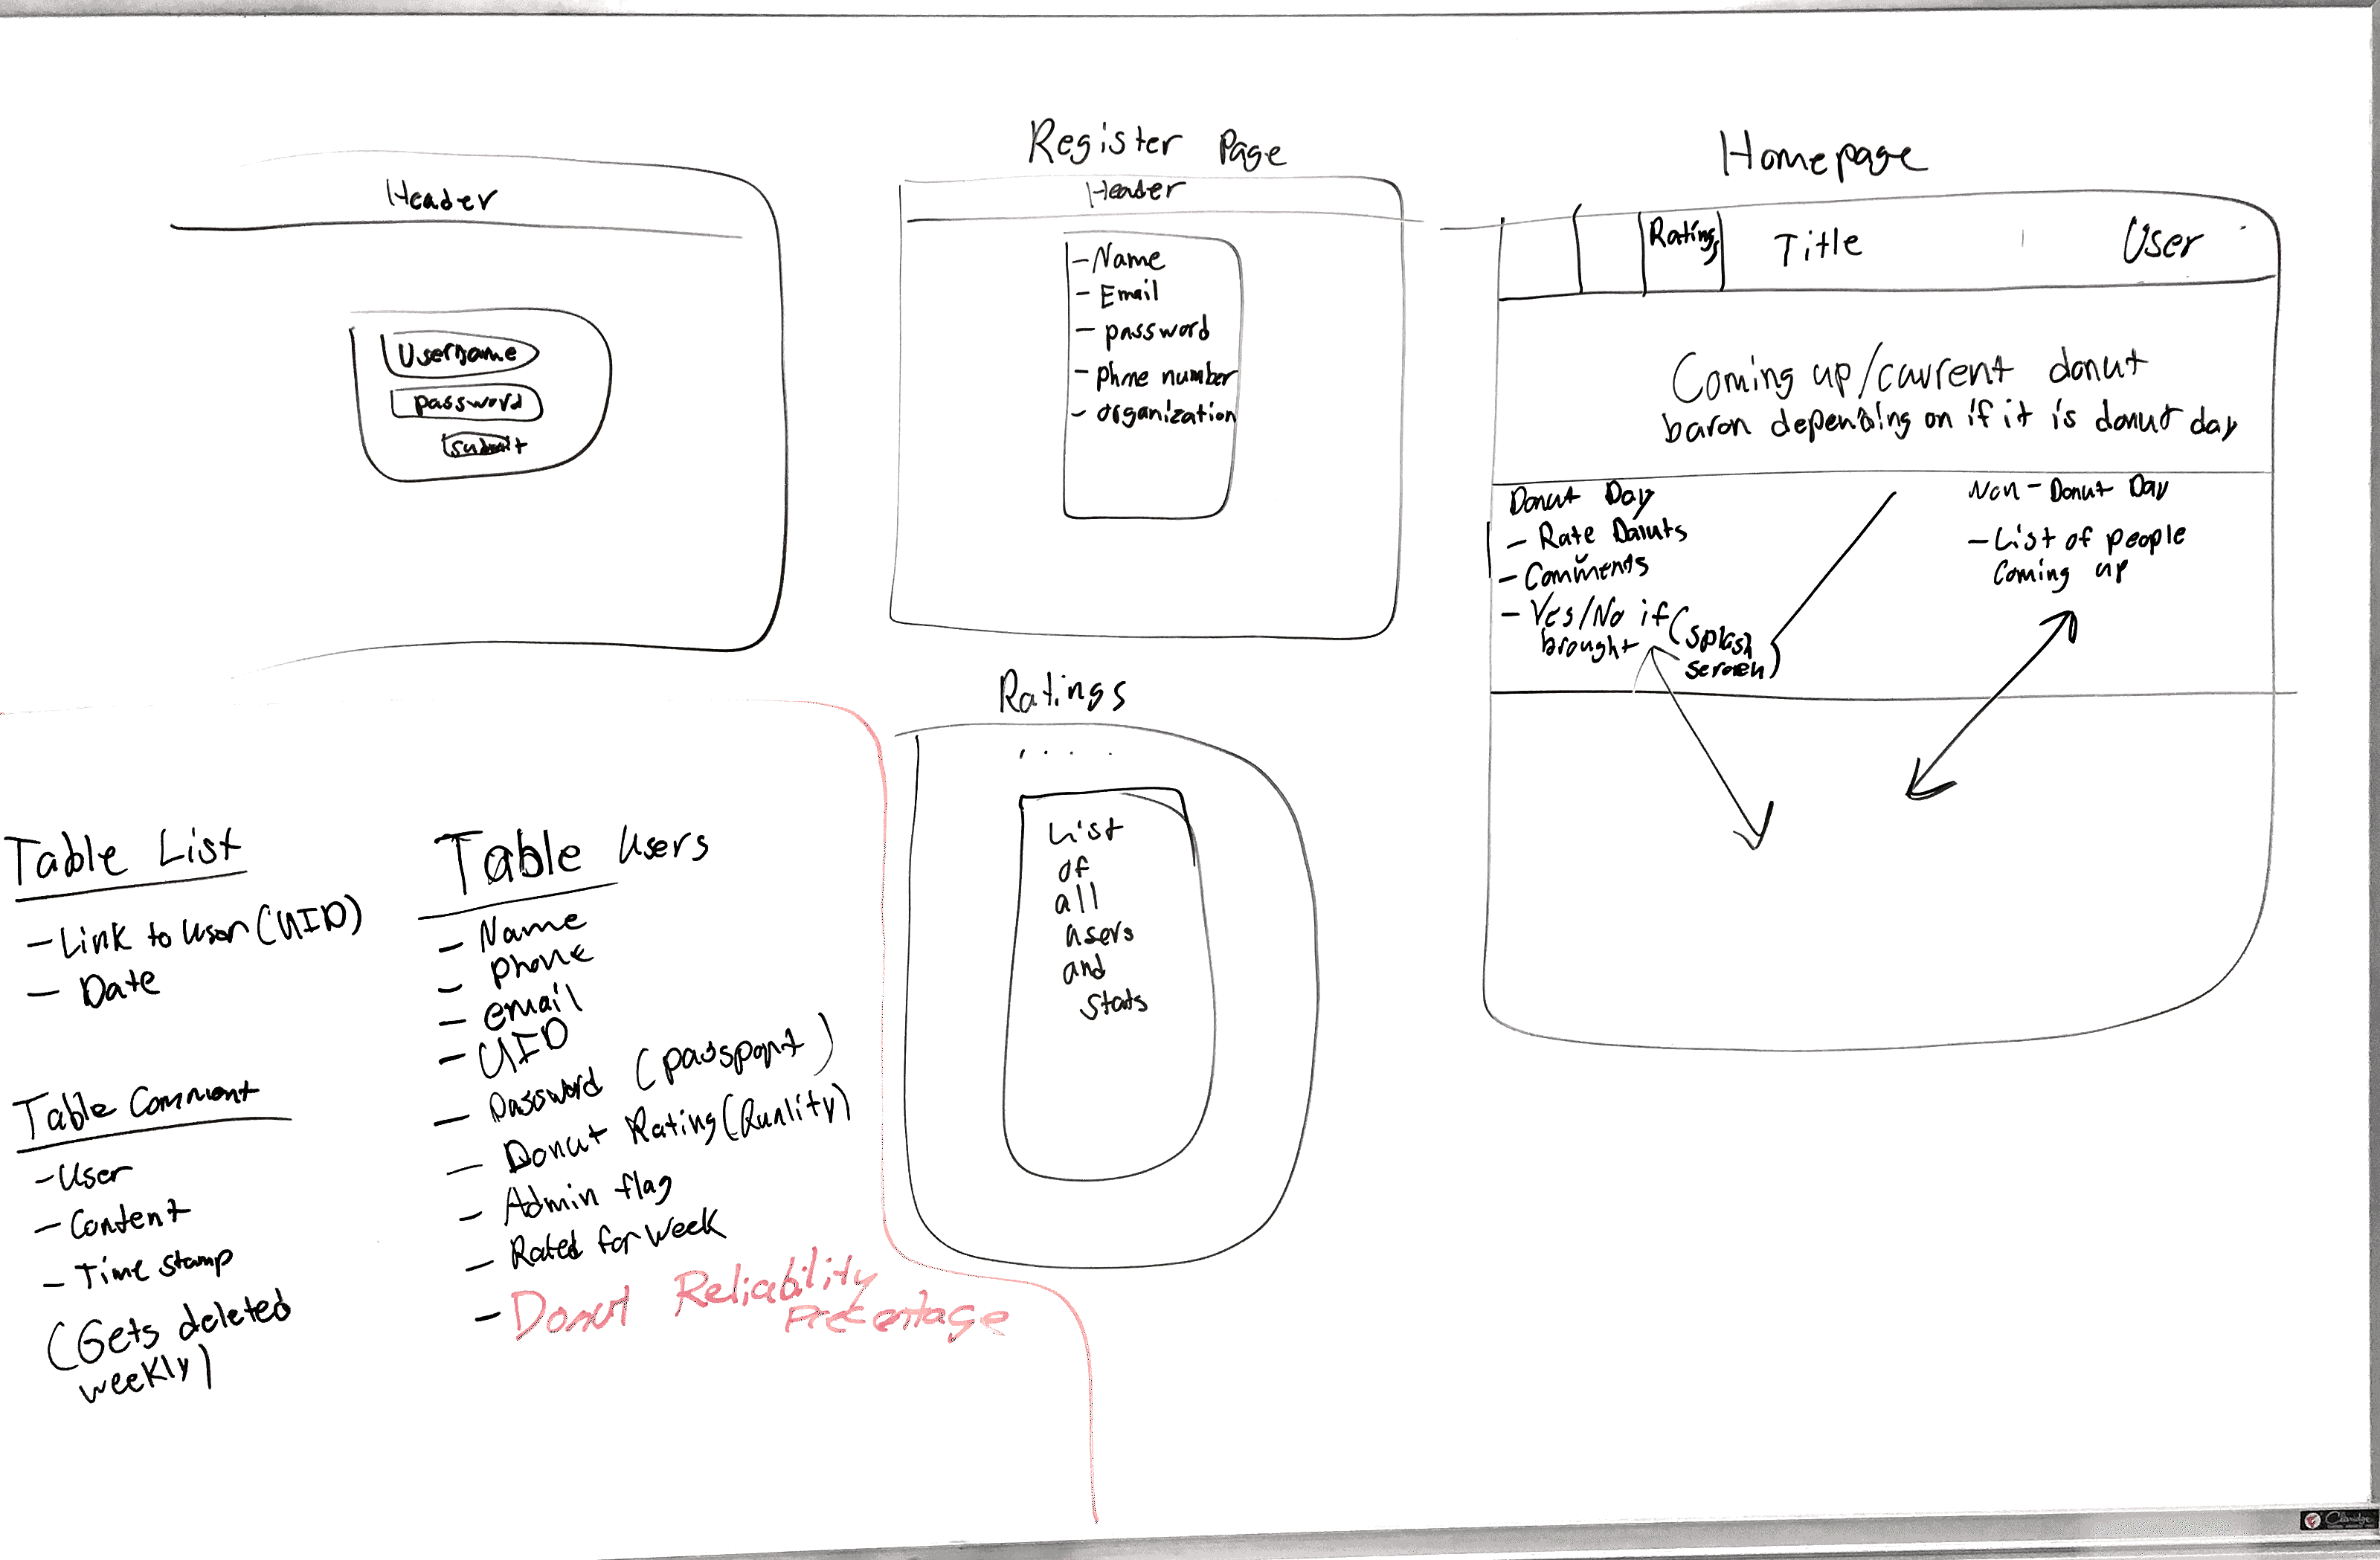 Header
Username
password
submit
Register Page
Header
- Name
- Email
- password
- phone number
- organization
Homepage
Ratings
Title
User
Coming up/current donut
baron depending on if it is donut day
Donut Day
- Rate Donuts
- Comments
- Yes/No if (splash
brought screen)
Non-Donut Day
- List of people
Coming up
Ratings
. . . .
List
of
all
users
and
stats
Table List
- Link to user (UID)
- Date
Table Comment
- User
- Content
- Time stamp
(Gets deleted
weekly)
Table Users
- Name
- phone
- email
- UID
- Password (passport)
- Donut Rating (Quality)
- Admin flag
- Rated for week
- Donut Reliability
Percentage
Claridge